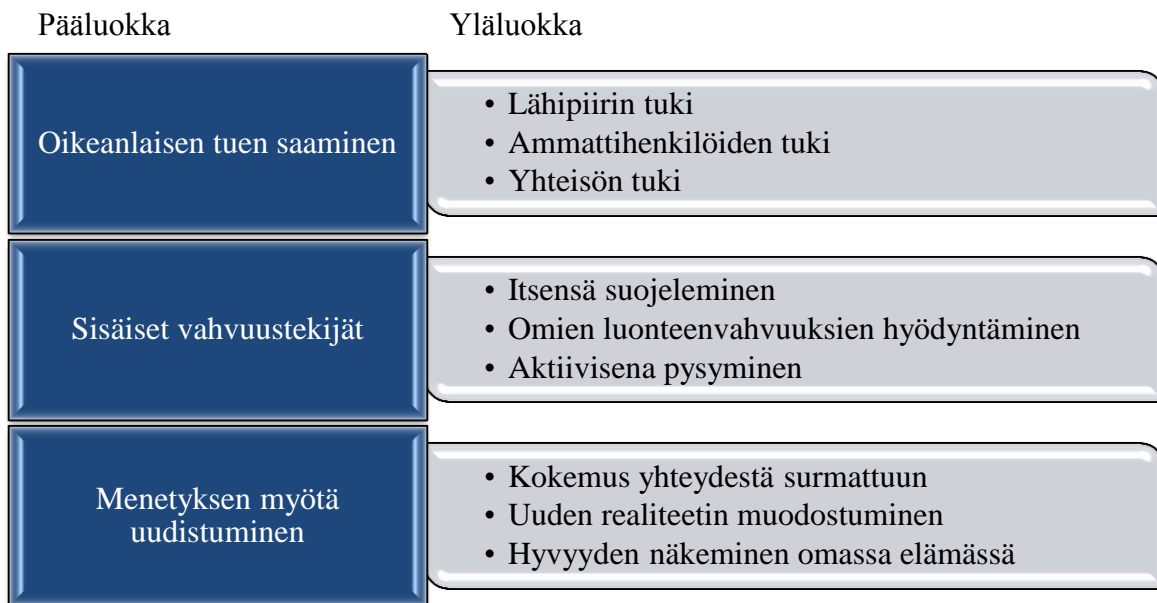 Pääluokka
Yläluokka
Oikeanlaisen tuen saaminen
• Lähipiirin tuki
• Ammattihenkilöiden tuki
• Yhteisön tuki
Sisäiset vahvuustekijät
• Itsensä suojeleminen
• Omien luonteenvahvuuksien hyödyntäminen
• Aktiivisena pysyminen
Menetyksen myötä
uudistuminen
• Kokemus yhteydestä surmattuun
• Uuden realiteetin muodostuminen
• Hyvyyden näkeminen omassa elämässä